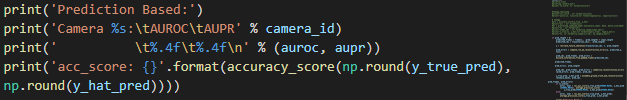 print('Prediction Based:')
print('Camera %s:\tAUROC\tAUPR' % camera_id)
print('          \t%.4f\t%.4f\n' % (auroc, aupr))
print('acc_score: {}'.format(accuracy_score(np.round(y_true_pred),
np.round(y_hat_pred))))